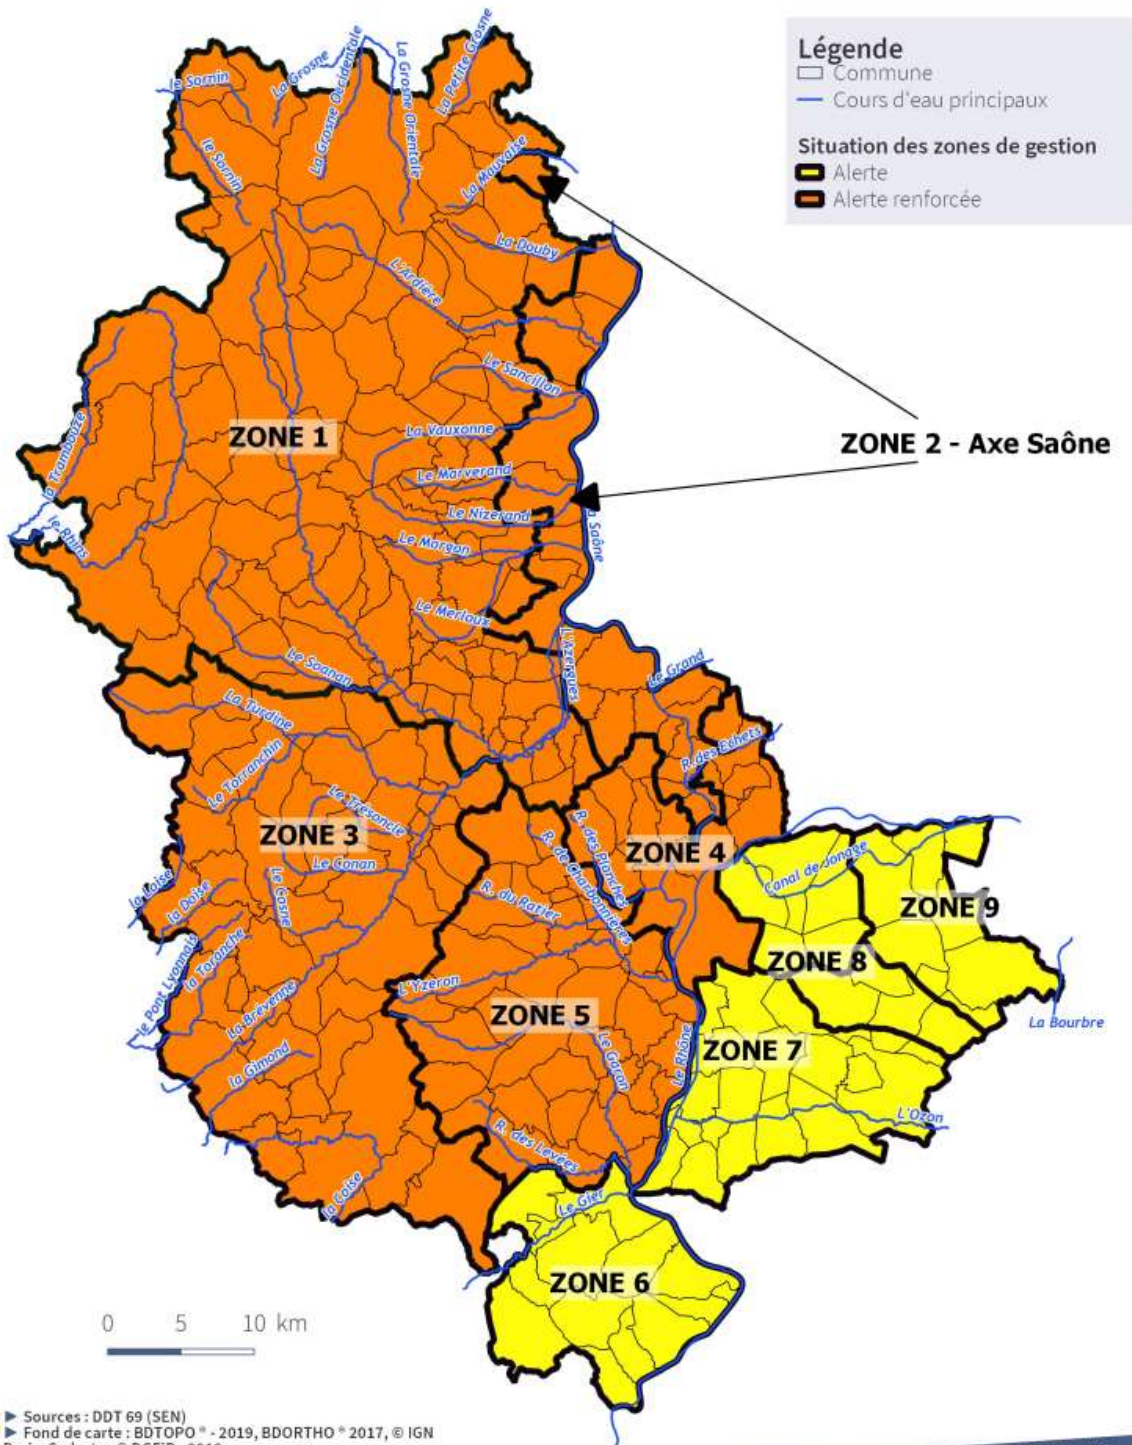 Légende
Commune
Cours d'eau principaux
Situation des zones de gestion
Alerte
Alerte renforcée
le Sornin
La Grosne
La Grosne Occidentale
La Grosne Orientale
La Petite Grosne
le Sornin
La Mauvaise
La Douby
L'Ardière
Le Sancillon
la Trambouze
ZONE 1
La Vauxonne
ZONE 2 - Axe Saône
Le Marverand
Le Nizerand
la Saône
le Rhins
Le Morgon
Le Merloux
L'Azergues
Le Soanan
Le Grand
La Turdine
R. des Echets
Le Torranchin
Le Trésoncle
ZONE 3
R. des Planches
R. de Charbonnières
ZONE 4
Le Conan
Canal de Jonage
la Loise
la Doise
Le Cosne
R. du Ratier
ZONE 9
le Pont Lyonnais
la Toranche
ZONE 8
L'Yzeron
La Brévenne
ZONE 5
La Bourbre
Le Garon
Le Rhône
ZONE 7
la Gimond
L'Ozon
R. des Levées
la Coise
Le Gier
ZONE 6
0 5 10 km
► Sources : DDT 69 (SEN)
► Fond de carte : BDTOPO ® - 2019, BDORTHO ® 2017, © IGN